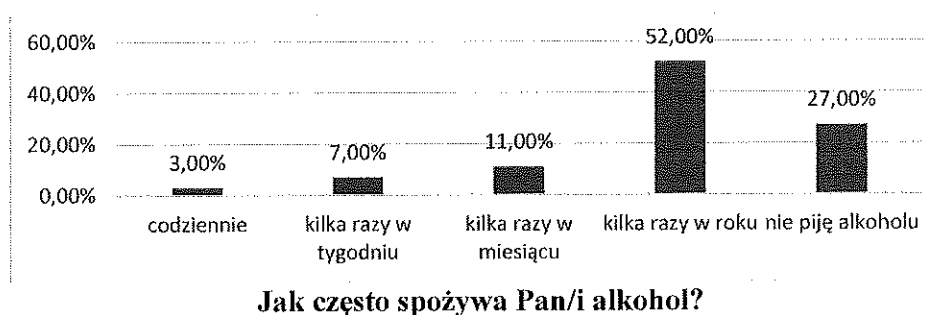 60,00%
52,00%
40,00%
27,00%
20,00%
3,00%
7,00%
11,00%
0,00%
codziennie
kilka razy w tygodniu
kilka razy w miesiącu
kilka razy w roku
nie piję alkoholu
Jak często spożywa Pan/i alkohol?